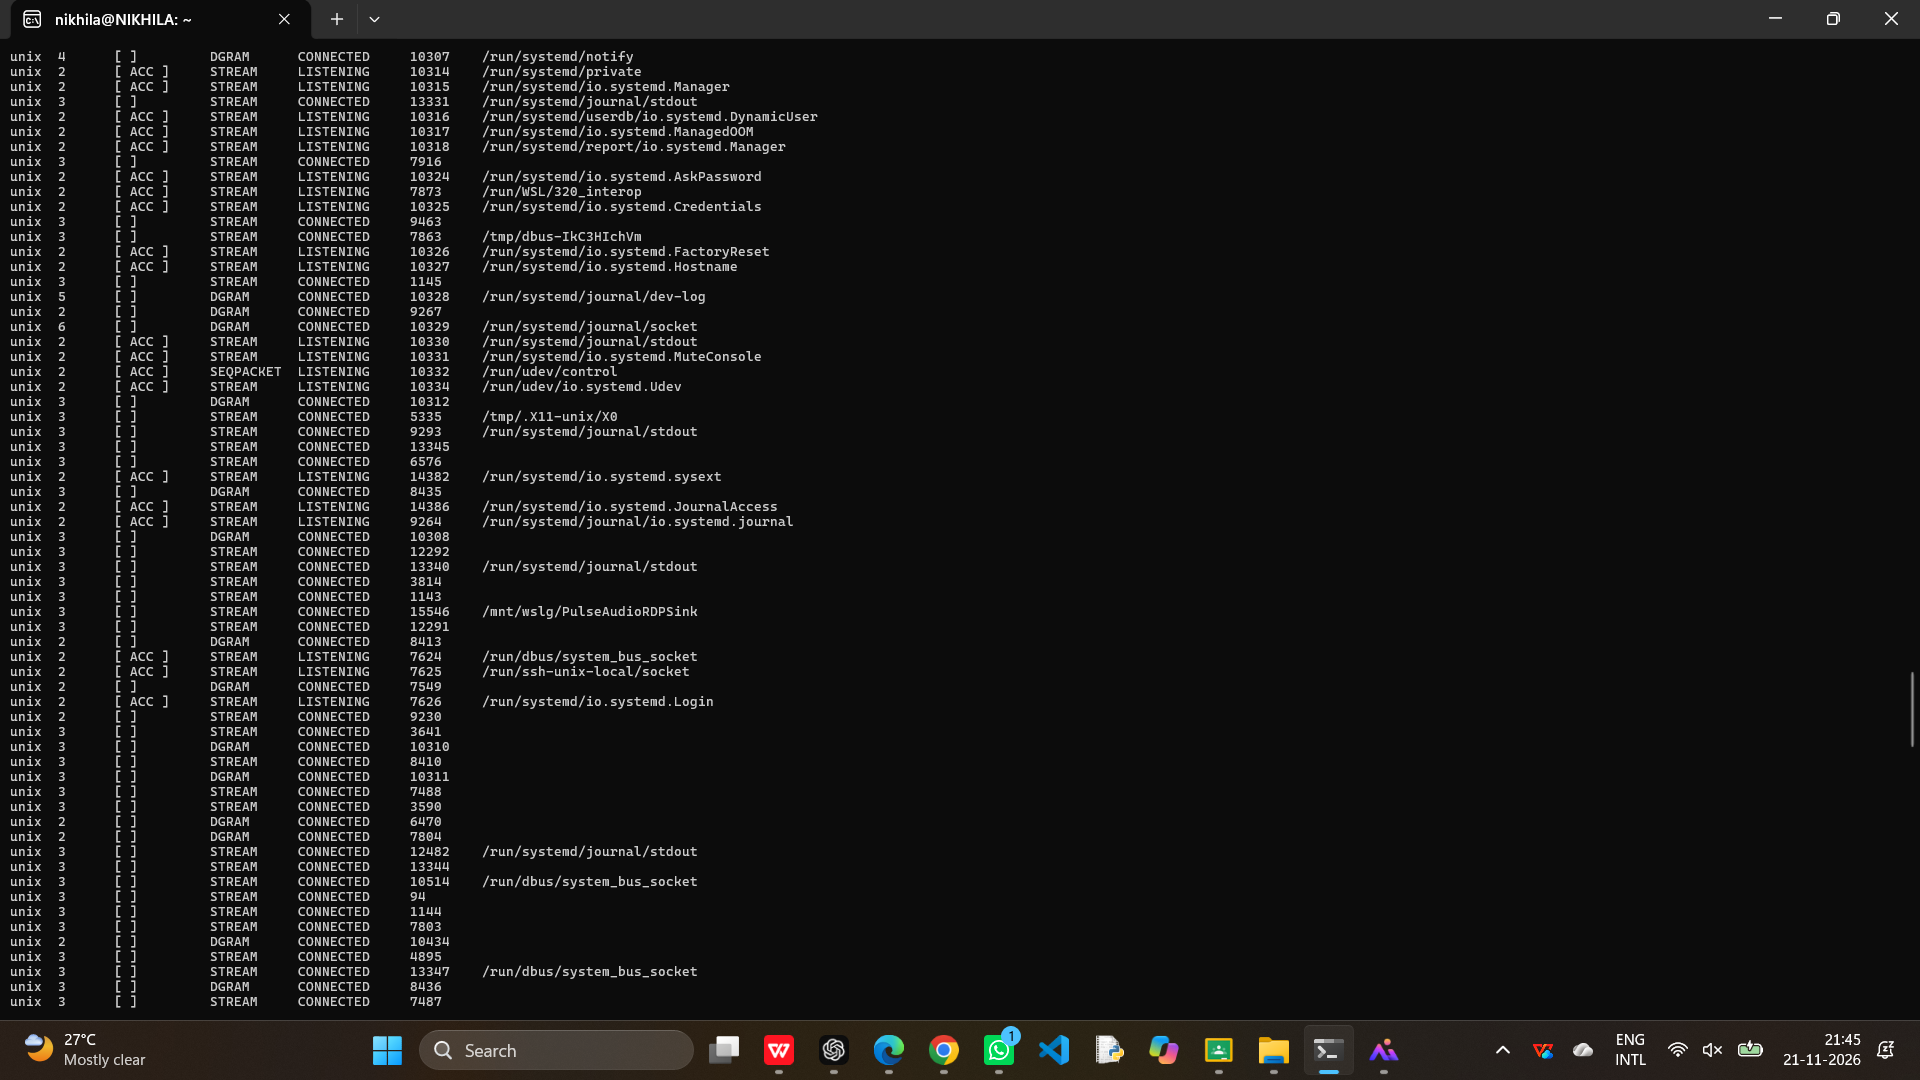 nikhila@NIKHILA: ~
unix  4      [ ]         DGRAM      CONNECTED     10307    /run/systemd/notify
unix  2      [ ACC ]     STREAM     LISTENING     10314    /run/systemd/private
unix  2      [ ACC ]     STREAM     LISTENING     10315    /run/systemd/io.systemd.Manager
unix  3      [ ]         STREAM     CONNECTED     13331    /run/systemd/journal/stdout
unix  2      [ ACC ]     STREAM     LISTENING     10316    /run/systemd/userdb/io.systemd.DynamicUser
unix  2      [ ACC ]     STREAM     LISTENING     10317    /run/systemd/io.systemd.ManagedOOM
unix  2      [ ACC ]     STREAM     LISTENING     10318    /run/systemd/report/io.systemd.Manager
unix  3      [ ]         STREAM     CONNECTED     7916
unix  2      [ ACC ]     STREAM     LISTENING     10324    /run/systemd/io.systemd.AskPassword
unix  2      [ ACC ]     STREAM     LISTENING     7873     /run/WSL/320_interop
unix  2      [ ACC ]     STREAM     LISTENING     10325    /run/systemd/io.systemd.Credentials
unix  3      [ ]         STREAM     CONNECTED     9463
unix  3      [ ]         STREAM     CONNECTED     7863     /tmp/dbus-IkC3HIchVm
unix  2      [ ACC ]     STREAM     LISTENING     10326    /run/systemd/io.systemd.FactoryReset
unix  2      [ ACC ]     STREAM     LISTENING     10327    /run/systemd/io.systemd.Hostname
unix  3      [ ]         STREAM     CONNECTED     1145
unix  5      [ ]         DGRAM      CONNECTED     10328    /run/systemd/journal/dev-log
unix  2      [ ]         DGRAM      CONNECTED     9267
unix  6      [ ]         DGRAM      CONNECTED     10329    /run/systemd/journal/socket
unix  2      [ ACC ]     STREAM     LISTENING     10330    /run/systemd/journal/stdout
unix  2      [ ACC ]     STREAM     LISTENING     10331    /run/systemd/io.systemd.MuteConsole
unix  2      [ ACC ]     SEQPACKET  LISTENING     10332    /run/udev/control
unix  2      [ ACC ]     STREAM     LISTENING     10334    /run/udev/io.systemd.Udev
unix  3      [ ]         DGRAM      CONNECTED     10312
unix  3      [ ]         STREAM     CONNECTED     5335     /tmp/.X11-unix/X0
unix  3      [ ]         STREAM     CONNECTED     9293     /run/systemd/journal/stdout
unix  3      [ ]         STREAM     CONNECTED     13345
unix  3      [ ]         STREAM     CONNECTED     6576
unix  2      [ ACC ]     STREAM     LISTENING     14382    /run/systemd/io.systemd.sysext
unix  3      [ ]         DGRAM      CONNECTED     8435
unix  2      [ ACC ]     STREAM     LISTENING     14386    /run/systemd/io.systemd.JournalAccess
unix  2      [ ACC ]     STREAM     LISTENING     9264     /run/systemd/journal/io.systemd.journal
unix  3      [ ]         DGRAM      CONNECTED     10308
unix  3      [ ]         STREAM     CONNECTED     12292
unix  3      [ ]         STREAM     CONNECTED     13340    /run/systemd/journal/stdout
unix  3      [ ]         STREAM     CONNECTED     3814
unix  3      [ ]         STREAM     CONNECTED     1143
unix  3      [ ]         STREAM     CONNECTED     15546    /mnt/wslg/PulseAudioRDPSink
unix  3      [ ]         STREAM     CONNECTED     12291
unix  2      [ ]         DGRAM      CONNECTED     8413
unix  2      [ ACC ]     STREAM     LISTENING     7624     /run/dbus/system_bus_socket
unix  2      [ ACC ]     STREAM     LISTENING     7625     /run/ssh-unix-local/socket
unix  2      [ ]         DGRAM      CONNECTED     7549
unix  2      [ ACC ]     STREAM     LISTENING     7626     /run/systemd/io.systemd.Login
unix  2      [ ]         STREAM     CONNECTED     9230
unix  3      [ ]         STREAM     CONNECTED     3641
unix  3      [ ]         DGRAM      CONNECTED     10310
unix  3      [ ]         STREAM     CONNECTED     8410
unix  3      [ ]         DGRAM      CONNECTED     10311
unix  3      [ ]         STREAM     CONNECTED     7488
unix  3      [ ]         STREAM     CONNECTED     3590
unix  2      [ ]         DGRAM      CONNECTED     6470
unix  2      [ ]         DGRAM      CONNECTED     7804
unix  3      [ ]         STREAM     CONNECTED     12482    /run/systemd/journal/stdout
unix  3      [ ]         STREAM     CONNECTED     13344
unix  3      [ ]         STREAM     CONNECTED     10514    /run/dbus/system_bus_socket
unix  3      [ ]         STREAM     CONNECTED     94
unix  3      [ ]         STREAM     CONNECTED     1144
unix  3      [ ]         STREAM     CONNECTED     7803
unix  2      [ ]         DGRAM      CONNECTED     10434
unix  3      [ ]         STREAM     CONNECTED     4895
unix  3      [ ]         STREAM     CONNECTED     13347    /run/dbus/system_bus_socket
unix  3      [ ]         DGRAM      CONNECTED     8436
unix  3      [ ]         STREAM     CONNECTED     7487
27°C
Mostly clear
Search
1
ENG
INTL
21:45
21-11-2026